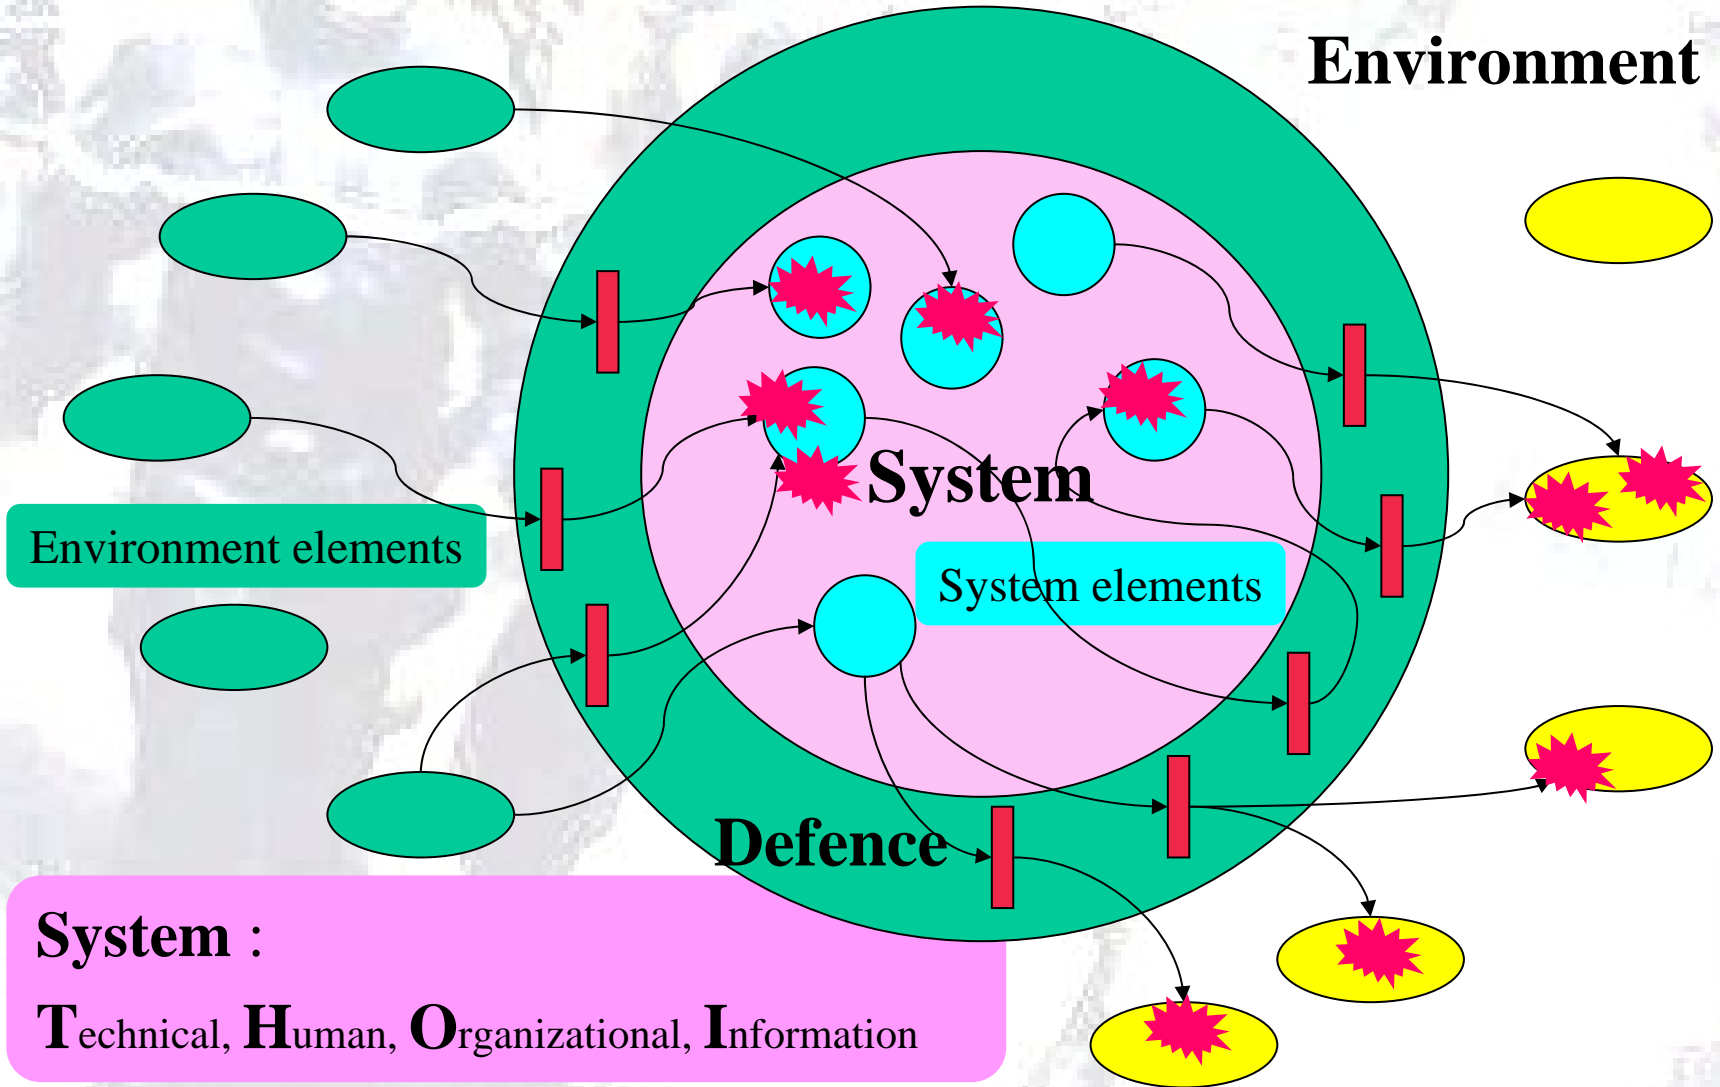 Environment
System
Environment elements
System elements
Defence
System :
Technical, Human, Organizational, Information